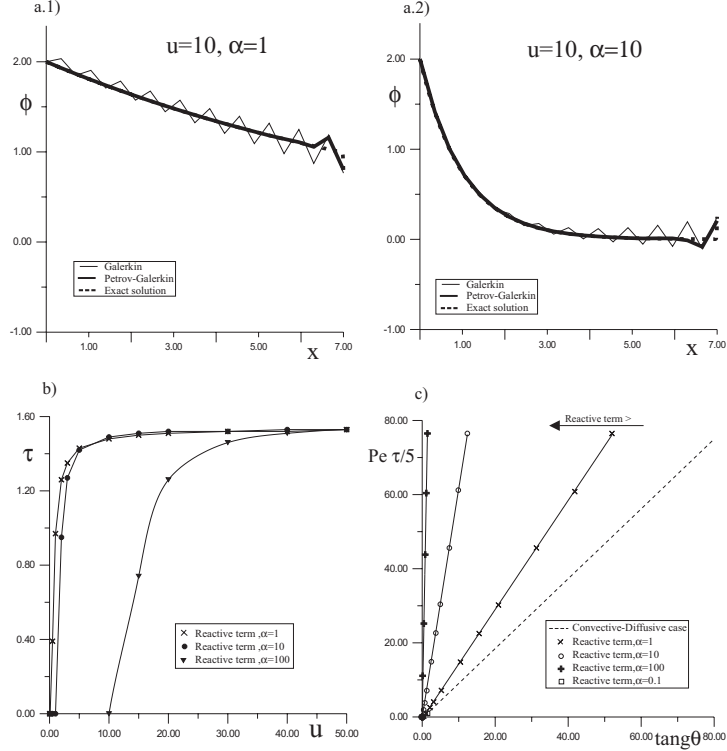 a.1)
u=10, α=1
2.00
ϕ
1.00
0.00
-1.00
Galerkin
Petrov-Galerkin
Exact solution
1.00
3.00
5.00
7.00
x
a.2)
u=10, α=10
2.00
ϕ
1.00
0.00
-1.00
Galerkin
Petrov-Galerkin
Exact solution
1.00
3.00
5.00
7.00
x
b)
1.60
τ
1.20
0.80
0.40
0.00
Reactive term ,α=1
Reactive term ,α=10
Reactive term ,α=100
0.00
10.00
20.00
30.00
40.00
50.00
u
c)
80.00
Pe τ/5
60.00
40.00
20.00
0.00
Reactive term >
Convective-Diffusive case
Reactive term,α=1
Reactive term,α=10
Reactive term,α=100
Reactive term,α=0.1
0.00
20.00
40.00
60.00
80.00
tangθ